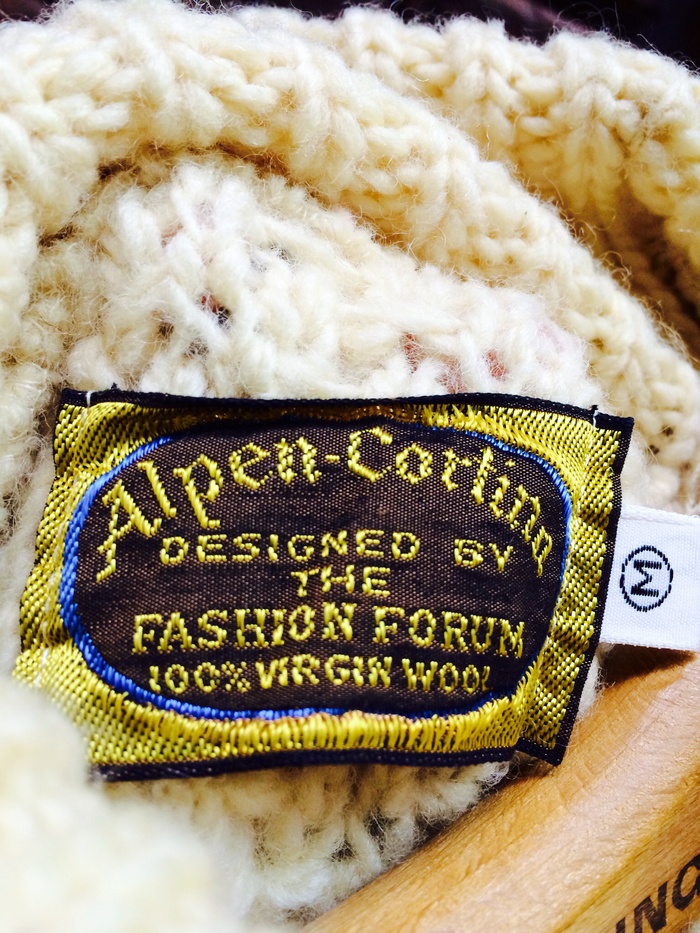 Alpen-Cortina
DESIGNED BY
THE
FASHION FORUM
100% VIRGIN WOOL
M